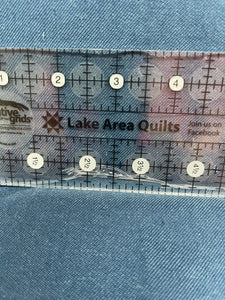 1 2 3 4
Lake Area Quilts
Join us on
Facebook
1½ 2½ 3½ 4½